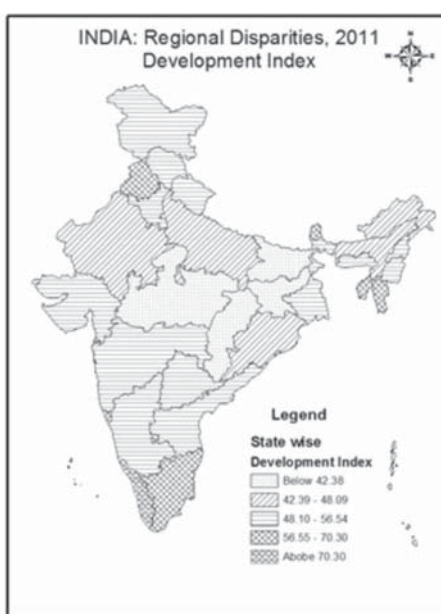 INDIA: Regional Disparities, 2011
Development Index
N
W
E
S
Legend
State wise
Development Index
Below 42.38
42.39 - 48.09
48.10 - 56.54
56.55 - 70.30
Abobe 70.30